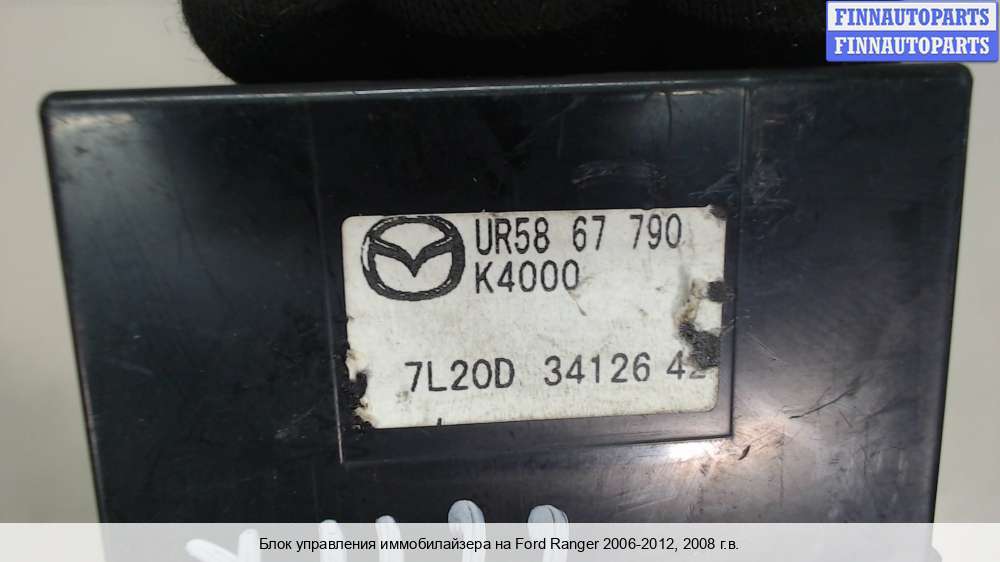 FINNAUTOPARTS
FINNAUTOPARTS
UR58 67 790
K4000
7L20D 34126 42
Блок управления иммобилайзера на Ford Ranger 2006-2012, 2008 г.в.